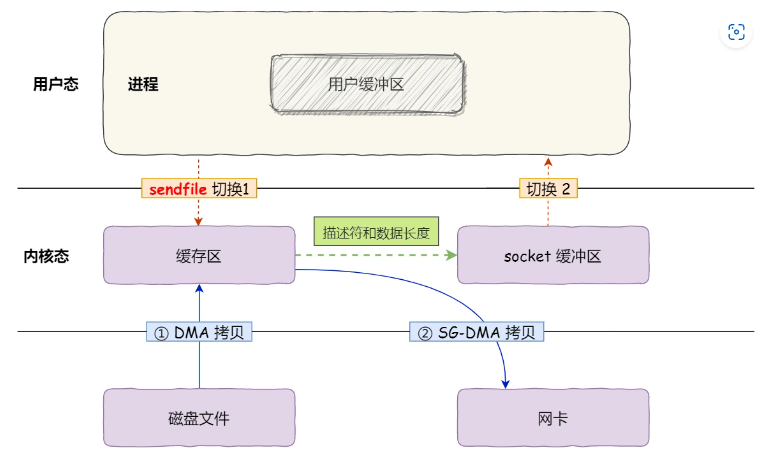 用户态
进程
用户缓冲区
sendfile 切换1
切换 2
内核态
缓存区
描述符和数据长度
socket 缓冲区
① DMA 拷贝
② SG-DMA 拷贝
磁盘文件
网卡